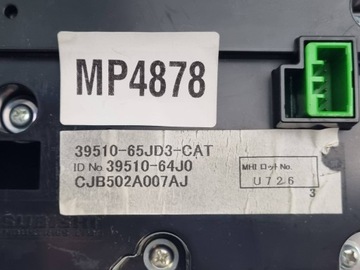 MP4878
39510-65JD3-CAT
ID No 39510-64J0
CJB502A007AJ
MHI ロット No.
U726
3